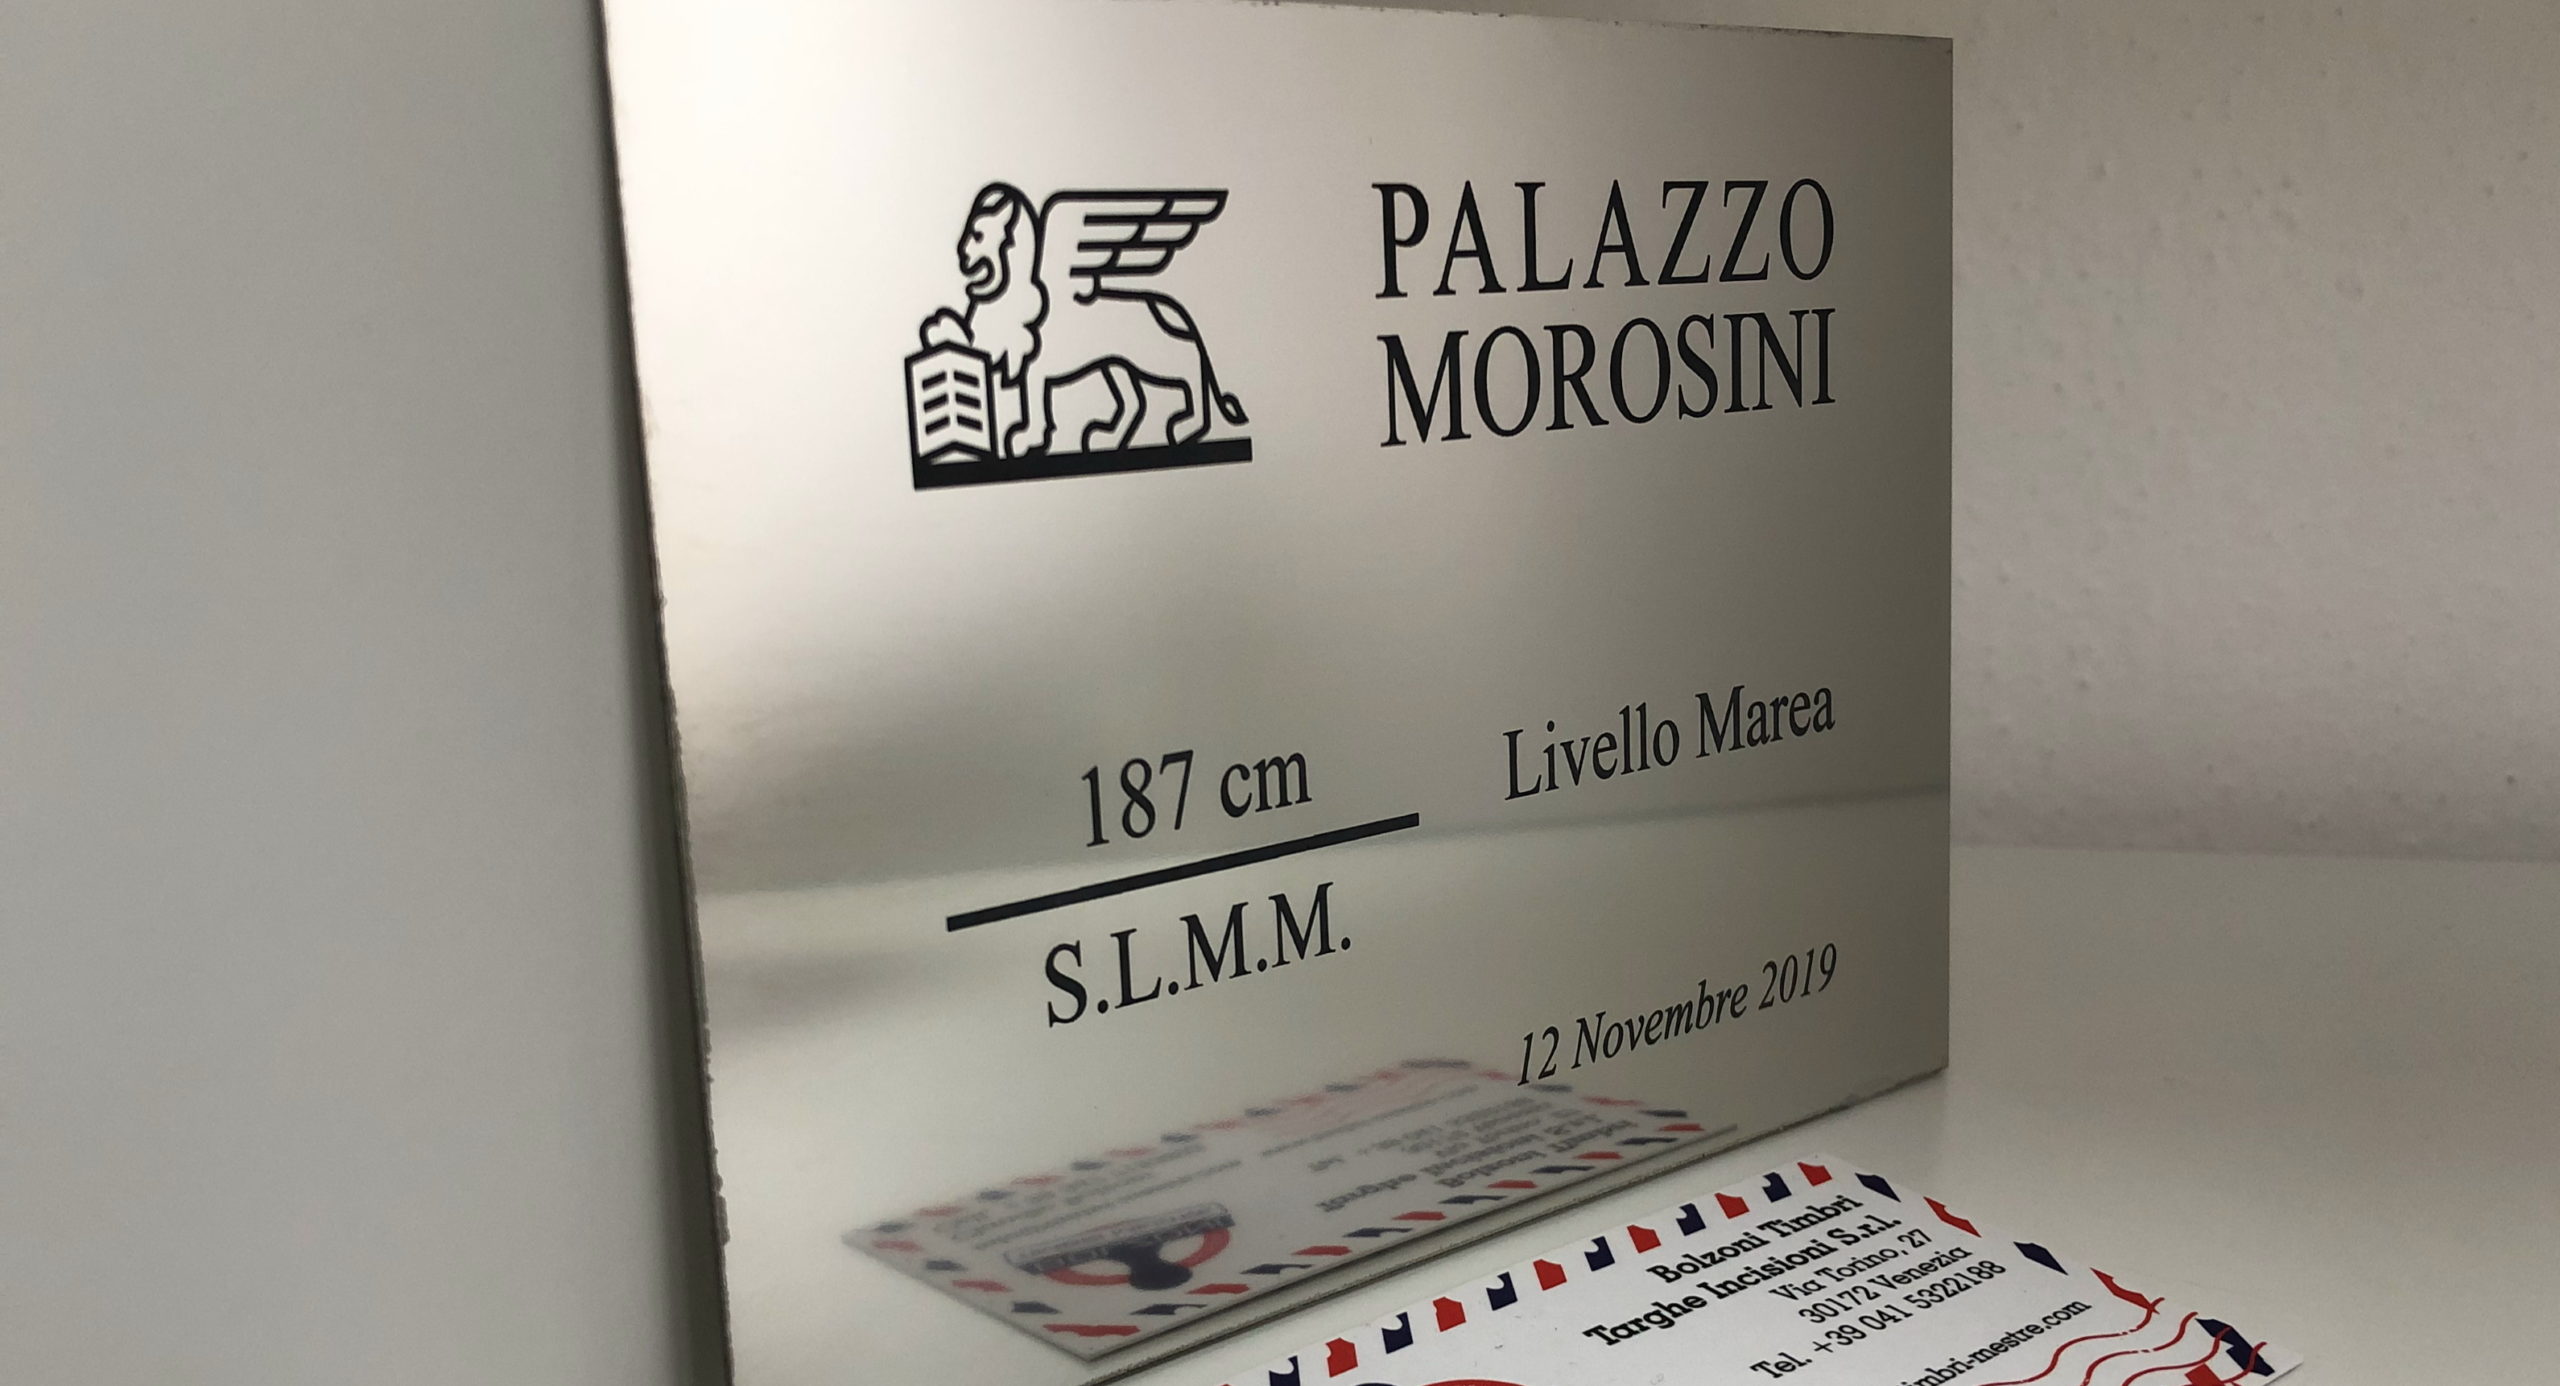 PALAZZO
MOROSINI
187 cm
S.L.M.M.
Livello Marea
12 Novembre 2019
Bolzoni Timbri
Targhe Incisioni S.r.l.
Via Torino, 27
30172 Venezia
Tel. +39 041 5322188